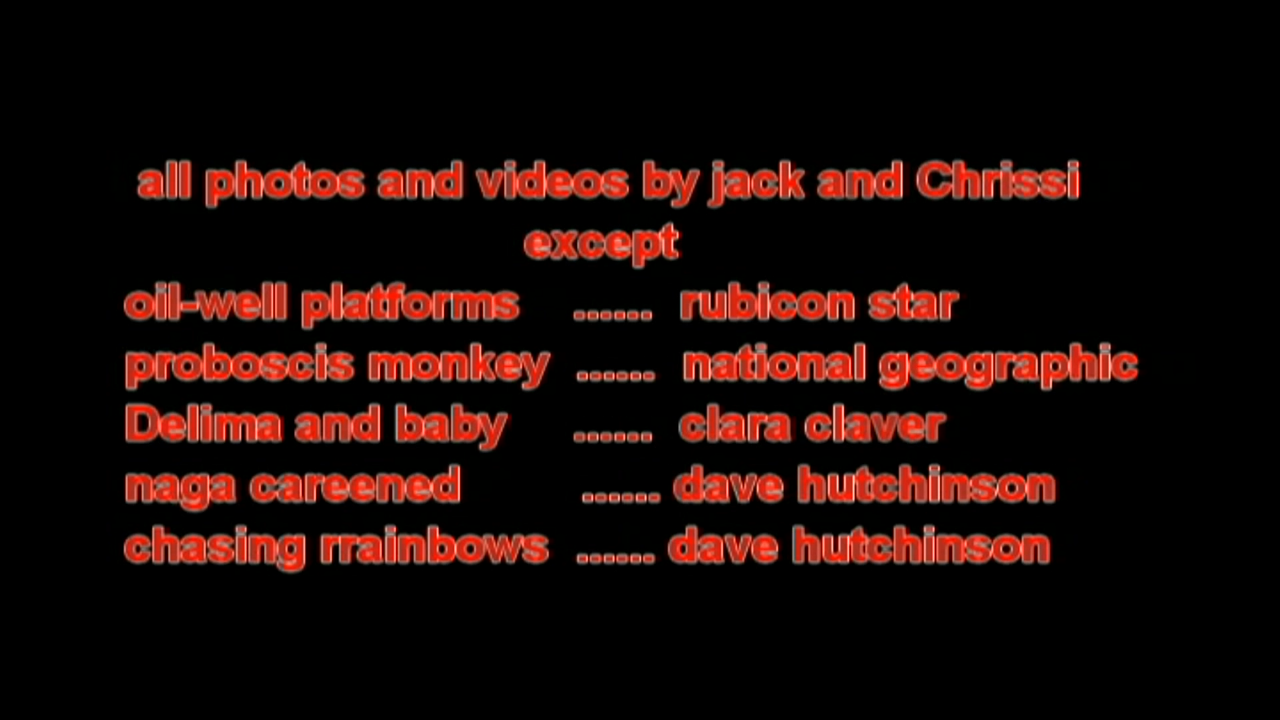 all photos and videos by jack and Chrissi
except
oil-well platforms ...... rubicon star
proboscis monkey ...... national geographic
Delima and baby ...... clara claver
naga careened ...... dave hutchinson
chasing rrainbows ...... dave hutchinson